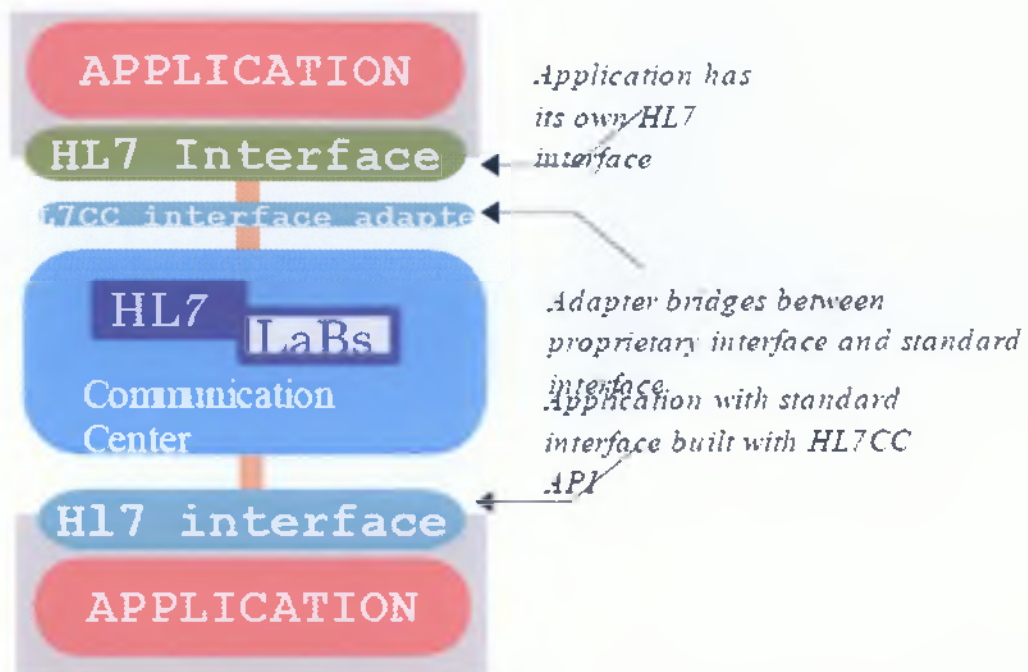 APPLICATION
HL7 Interface
L7CC interface adapte
HL7
LaBs
Communication
Center
Hl7 interface
APPLICATION
Application has
its own HL7
interface
Adapter bridges between
proprietary interface and standard
interface.
Application with standard
interface built with HL7CC
API